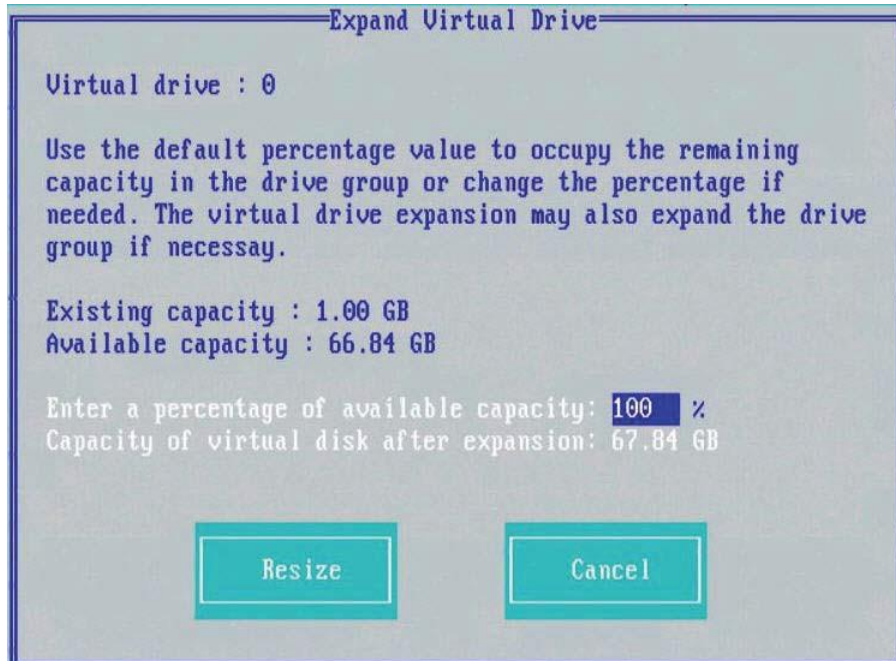 Expand Virtual Drive
Virtual drive : 0
Use the default percentage value to occupy the remaining
capacity in the drive group or change the percentage if
needed. The virtual drive expansion may also expand the drive
group if necessay.
Existing capacity : 1.00 GB
Available capacity : 66.84 GB
Enter a percentage of available capacity: 100 %
Capacity of virtual disk after expansion: 67.84 GB
Resize Cancel